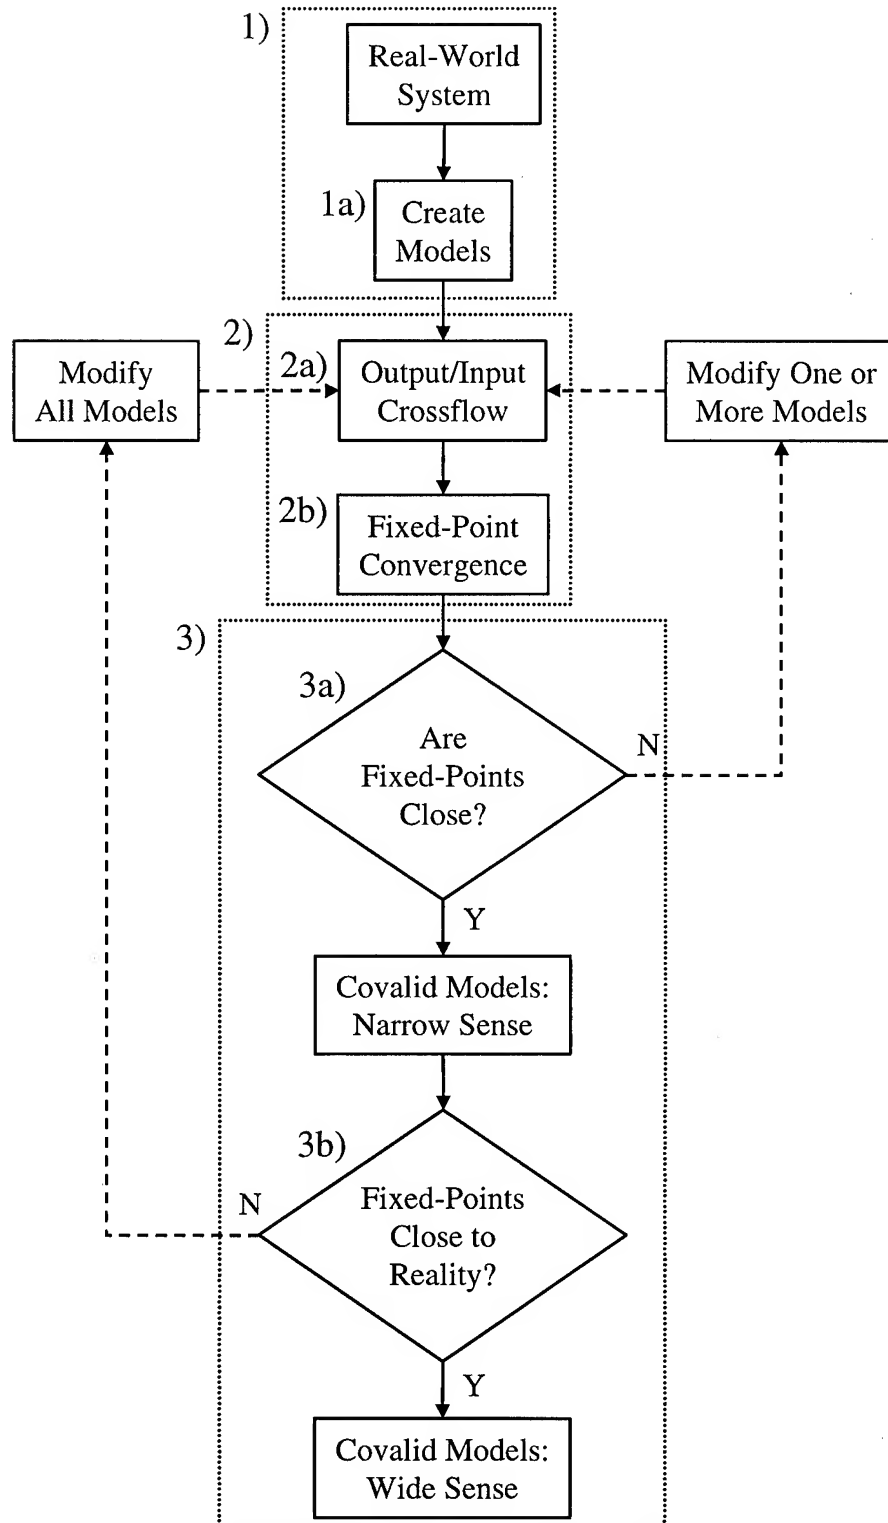 1)
Real-World
System
1a)
Create
Models
2)
Modify
All Models
2a)
Output/Input
Crossflow
Modify One or
More Models
2b)
Fixed-Point
Convergence
3)
3a)
Are
Fixed-Points
Close?
N
Y
Covalid Models:
Narrow Sense
3b)
N
Fixed-Points
Close to
Reality?
Y
Covalid Models:
Wide Sense